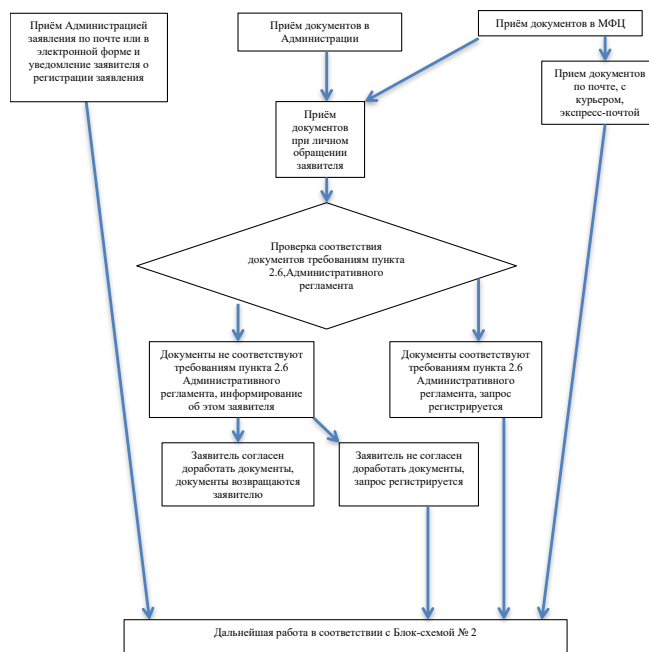 Приём Администрацией
заявления по почте или в
электронной форме и
уведомление заявителя о
регистрации заявления
Приём документов в
Администрации
Приём документов в МФЦ
Прием документов
по почте, с
курьером,
экспресс-почтой
Приём
документов
при личном
обращении
заявителя
Проверка соответствия
документов требованиям пункта
2.6,Административного
регламента
Документы не соответствуют
требованиям пункта 2.6
Административного
регламента, информирование
об этом заявителя
Документы соответствуют
требованиям пункта 2.6
Административного
регламента, запрос
регистрируется
Заявитель согласен
доработать документы,
документы возвращаются
заявителю
Заявитель не согласен
доработать документы,
запрос регистрируется
Дальнейшая работа в соответствии с Блок-схемой № 2